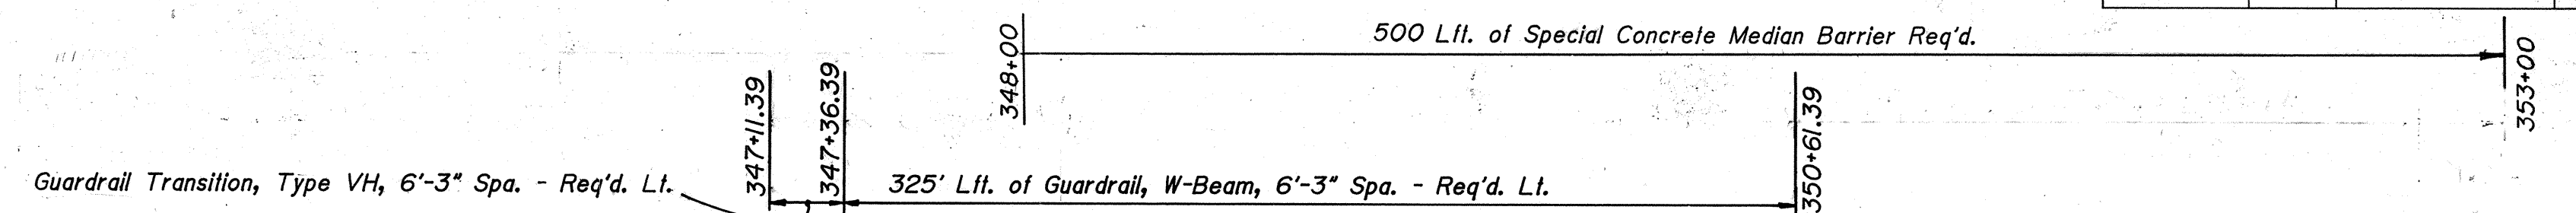 500 Lft. of Special Concrete Median Barrier Req'd.
348+00
353+00
347+11.39
347+36.39
350+61.39
Guardrail Transition, Type VH, 6'-3" Spa. - Req'd. Lt.
325' Lft. of Guardrail, W-Beam, 6'-3" Spa. - Req'd. Lt.